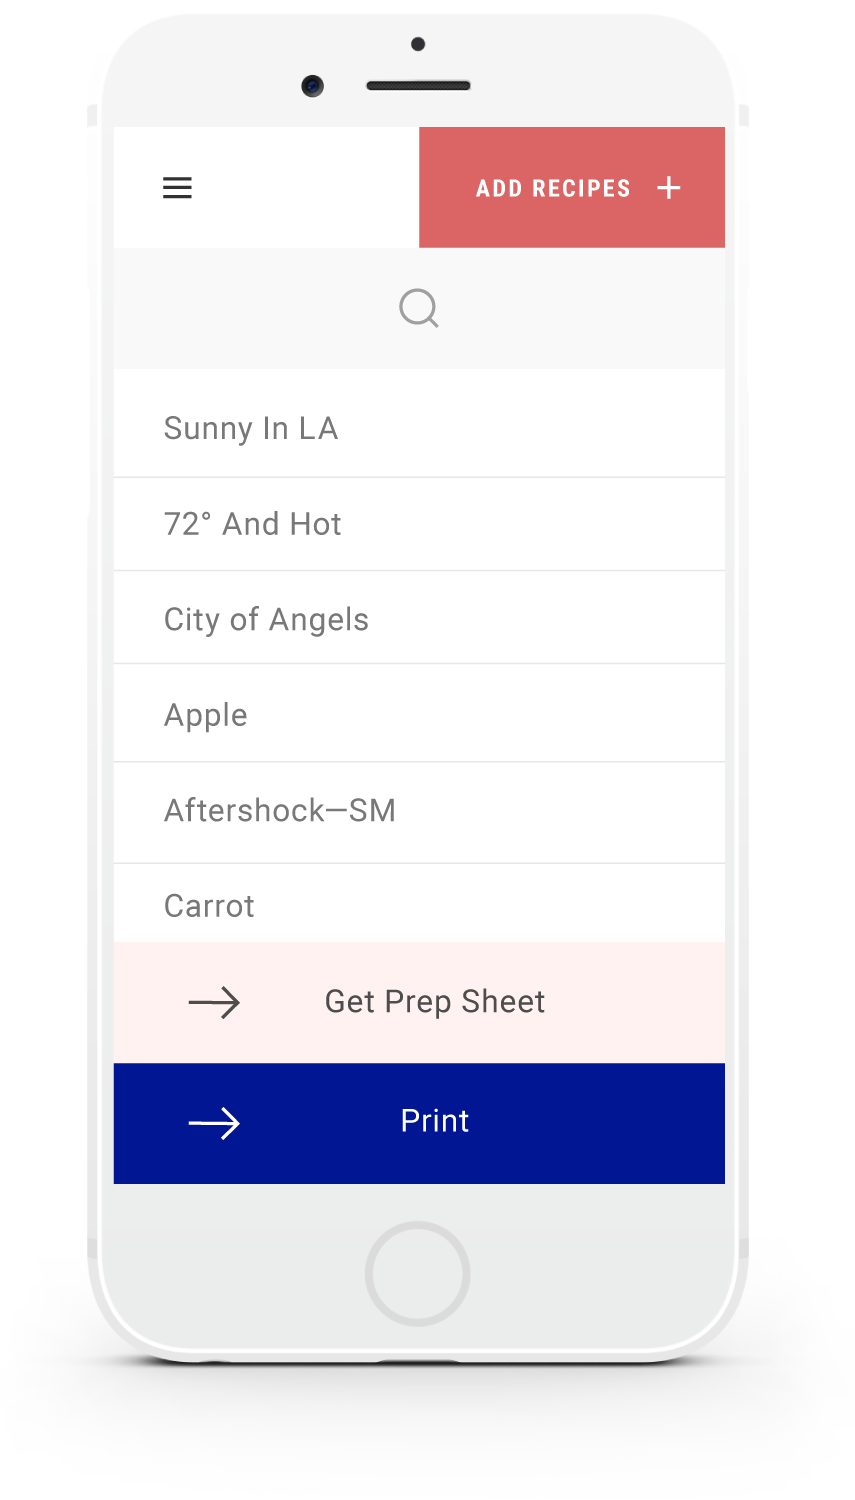 ADD RECIPES +
Sunny In LA
72° And Hot
City of Angels
Apple
Aftershock—SM
Carrot
Get Prep Sheet
Print